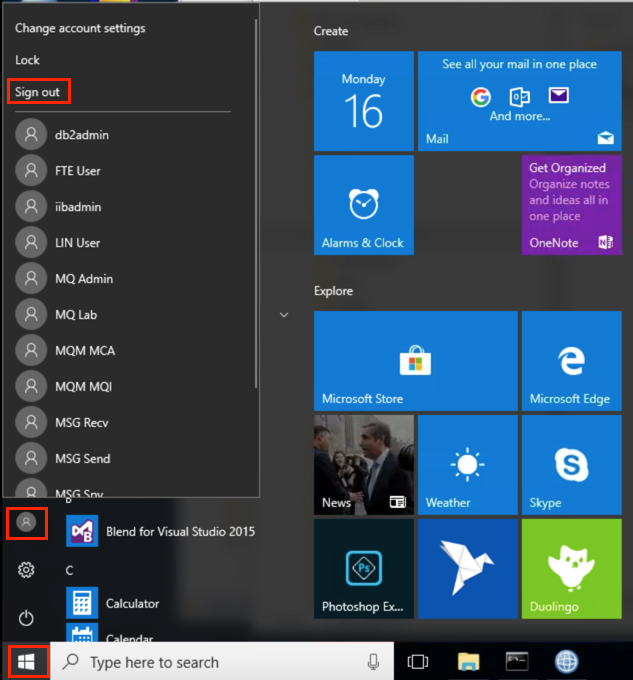 Change account settings
Lock
Sign out
db2admin
FTE User
iibadmin
LIN User
MQ Admin
MQ Lab
MQM MCA
MQM MQI
MSG Recv
MSG Send
MSG Snv
B
Blend for Visual Studio 2015
C
Calculator
Calendar
Type here to search
Create
Monday
16
See all your mail in one place
And more...
Mail
Alarms & Clock
Get Organized
Organize notes
and ideas all in
one place
OneNote
Explore
Microsoft Store
Microsoft Edge
News
Weather
Skype
Ps
Photoshop Ex...
Duolingo